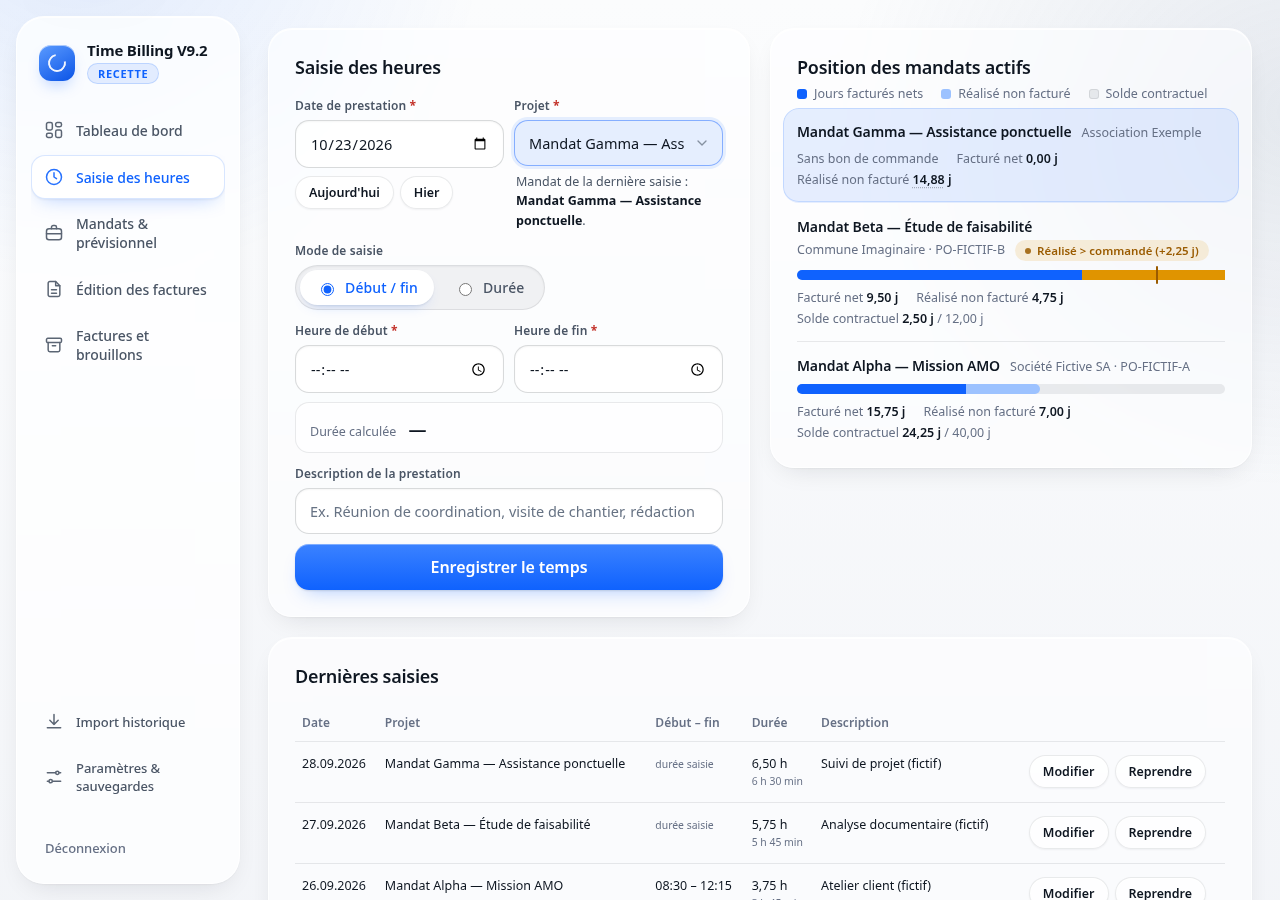 Time Billing V9.2
RECETTE
Tableau de bord
Saisie des heures
Mandats &
prévisionnel
Édition des factures
Factures et
brouillons
Import historique
Paramètres &
sauvegardes
Déconnexion
Saisie des heures
Date de prestation *
Projet *
10/23/2026
Mandat Gamma — Ass
Aujourd'hui
Hier
Mandat de la dernière saisie :
Mandat Gamma — Assistance
ponctuelle.
Mode de saisie
Début / fin
Durée
Heure de début *
Heure de fin *
--:-- --
--:-- --
Durée calculée —
Description de la prestation
Ex. Réunion de coordination, visite de chantier, rédaction
Enregistrer le temps
Position des mandats actifs
Jours facturés nets
Réalisé non facturé
Solde contractuel
Mandat Gamma — Assistance ponctuelle Association Exemple
Sans bon de commande Facturé net 0,00 j
Réalisé non facturé 14,88 j
Mandat Beta — Étude de faisabilité
Commune Imaginaire · PO-FICTIF-B Réalisé > commandé (+2,25 j)
Facturé net 9,50 j Réalisé non facturé 4,75 j
Solde contractuel 2,50 j / 12,00 j
Mandat Alpha — Mission AMO Société Fictive SA · PO-FICTIF-A
Facturé net 15,75 j Réalisé non facturé 7,00 j
Solde contractuel 24,25 j / 40,00 j
Dernières saisies
Date Projet Début – fin Durée Description
28.09.2026 Mandat Gamma — Assistance ponctuelle durée saisie 6,50 h Suivi de projet (fictif) Modifier Reprendre
6 h 30 min
27.09.2026 Mandat Beta — Étude de faisabilité durée saisie 5,75 h Analyse documentaire (fictif) Modifier Reprendre
5 h 45 min
26.09.2026 Mandat Alpha — Mission AMO 08:30 – 12:15 3,75 h Atelier client (fictif) Modifier Reprendre